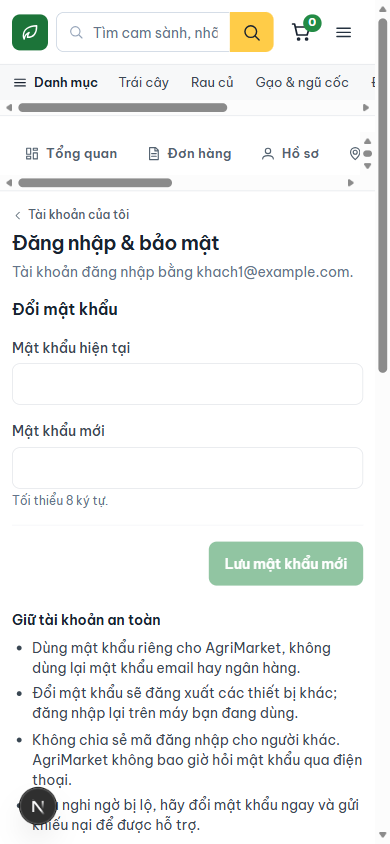 Tìm cam sành, nhã
0
Danh mục Trái cây Rau củ Gạo & ngũ cốc
Tổng quan Đơn hàng Hồ sơ
Tài khoản của tôi
Đăng nhập & bảo mật
Tài khoản đăng nhập bằng khach1@example.com.
Đổi mật khẩu
Mật khẩu hiện tại
Mật khẩu mới
Tối thiểu 8 ký tự.
Lưu mật khẩu mới
Giữ tài khoản an toàn
Dùng mật khẩu riêng cho AgriMarket, không
dùng lại mật khẩu email hay ngân hàng.
Đổi mật khẩu sẽ đăng xuất các thiết bị khác;
đăng nhập lại trên máy bạn đang dùng.
Không chia sẻ mã đăng nhập cho người khác.
AgriMarket không bao giờ hỏi mật khẩu qua điện
thoại.
nghi ngờ bị lộ, hãy đổi mật khẩu ngay và gửi
khiếu nại để được hỗ trợ.
N